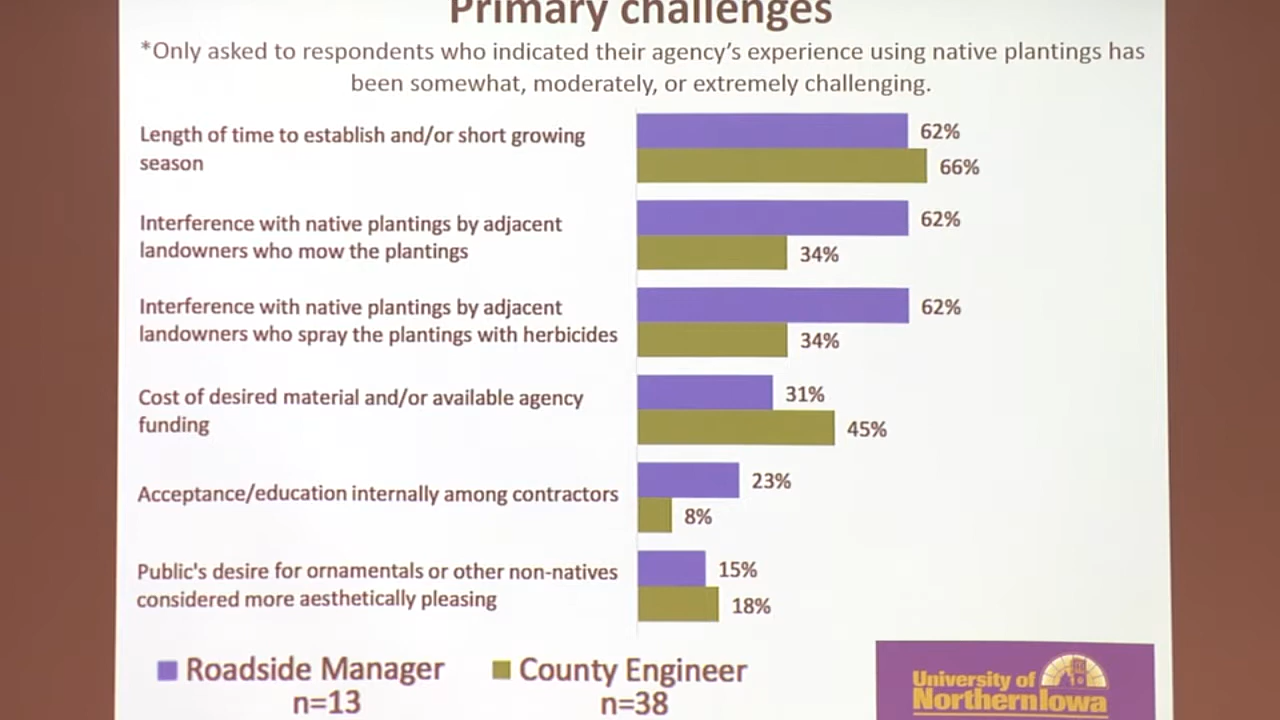 Primary challenges
*Only asked to respondents who indicated their agency's experience using native plantings has
been somewhat, moderately, or extremely challenging.
Length of time to establish and/or short growing
season
62%
66%
Interference with native plantings by adjacent
landowners who mow the plantings
62%
34%
Interference with native plantings by adjacent
landowners who spray the plantings with herbicides
62%
34%
Cost of desired material and/or available agency
funding
31%
45%
Acceptance/education internally among contractors
23%
8%
Public's desire for ornamentals or other non-natives
considered more aesthetically pleasing
15%
18%
Roadside Manager
n=13
County Engineer
n=38
University of
Northern Iowa